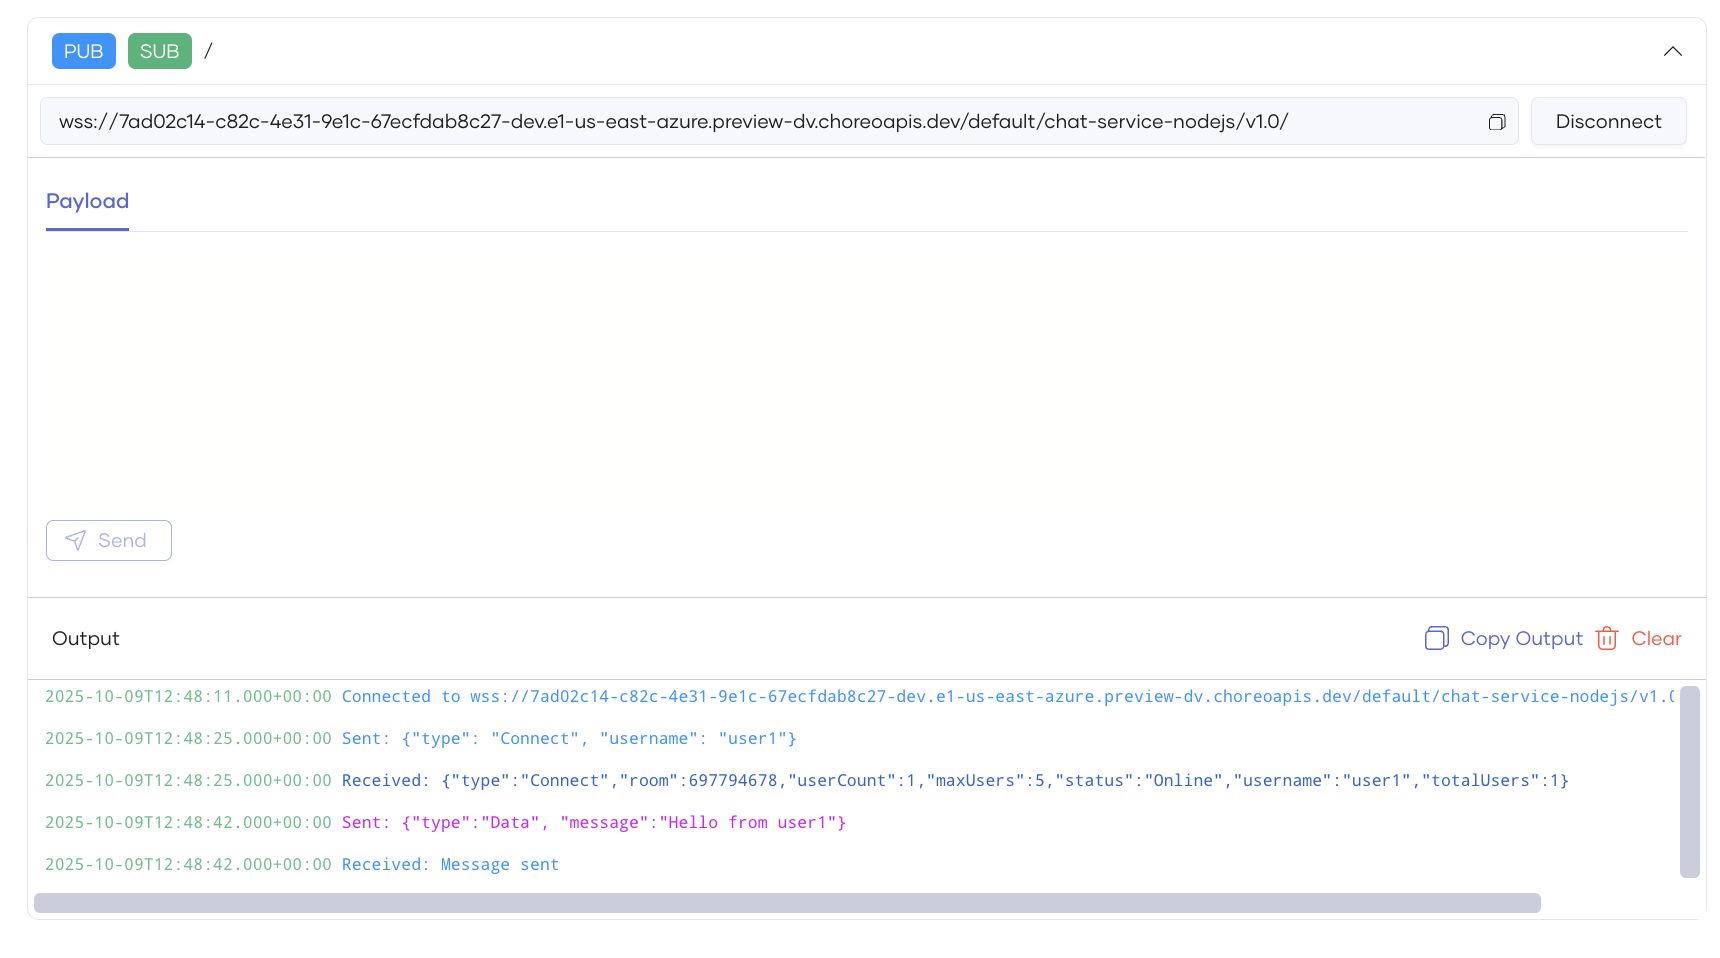 PUB SUB /
wss://7ad02c14-c82c-4e31-9e1c-67ecfdab8c27-dev.e1-us-east-azure.preview-dv.choreoapis.dev/default/chat-service-nodejs/v1.0/ Disconnect
Payload
Send
Output Copy Output Clear
2025-10-09T12:48:11.000+00:00 Connected to wss://7ad02c14-c82c-4e31-9e1c-67ecfdab8c27-dev.e1-us-east-azure.preview-dv.choreoapis.dev/default/chat-service-nodejs/v1.0
2025-10-09T12:48:25.000+00:00 Sent: {"type": "Connect", "username": "user1"}
2025-10-09T12:48:25.000+00:00 Received: {"type":"Connect","room":697794678,"userCount":1,"maxUsers":5,"status":"Online","username":"user1","totalUsers":1}
2025-10-09T12:48:42.000+00:00 Sent: {"type":"Data", "message":"Hello from user1"}
2025-10-09T12:48:42.000+00:00 Received: Message sent